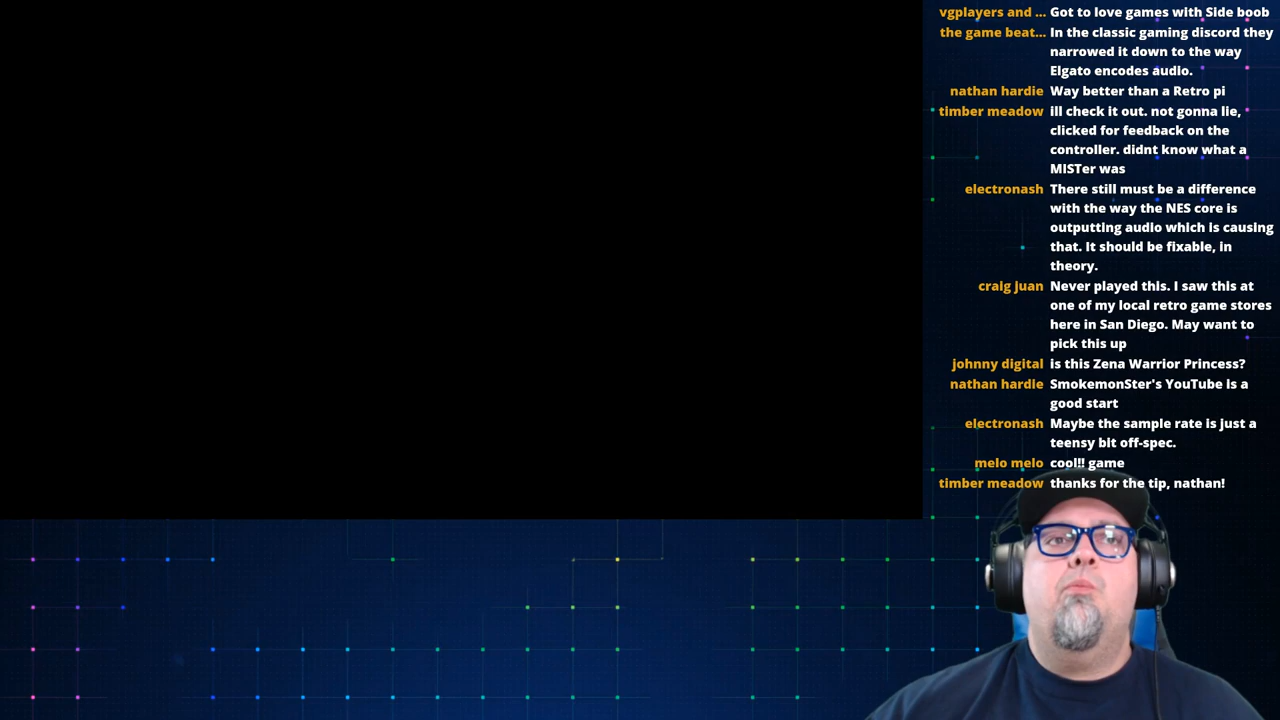 vgplayers and ... Got to love games with Side boob
the game beat... In the classic gaming discord they
narrowed it down to the way
Elgato encodes audio.
nathan hardie Way better than a Retro pi
timber meadow ill check it out. not gonna lie,
clicked for feedback on the
controller. didnt know what a
MISTer was
electronash There still must be a difference
with the way the NES core is
outputting audio which is causing
that. It should be fixable, in
theory.
craig juan Never played this. I saw this at
one of my local retro game stores
here in San Diego. May want to
pick this up
johnny digital is this Zena Warrior Princess?
nathan hardie SmokemonSter's YouTube is a
good start
electronash Maybe the sample rate is just a
teensy bit off-spec.
melo melo cool!! game
timber meadow thanks for the tip, nathan!